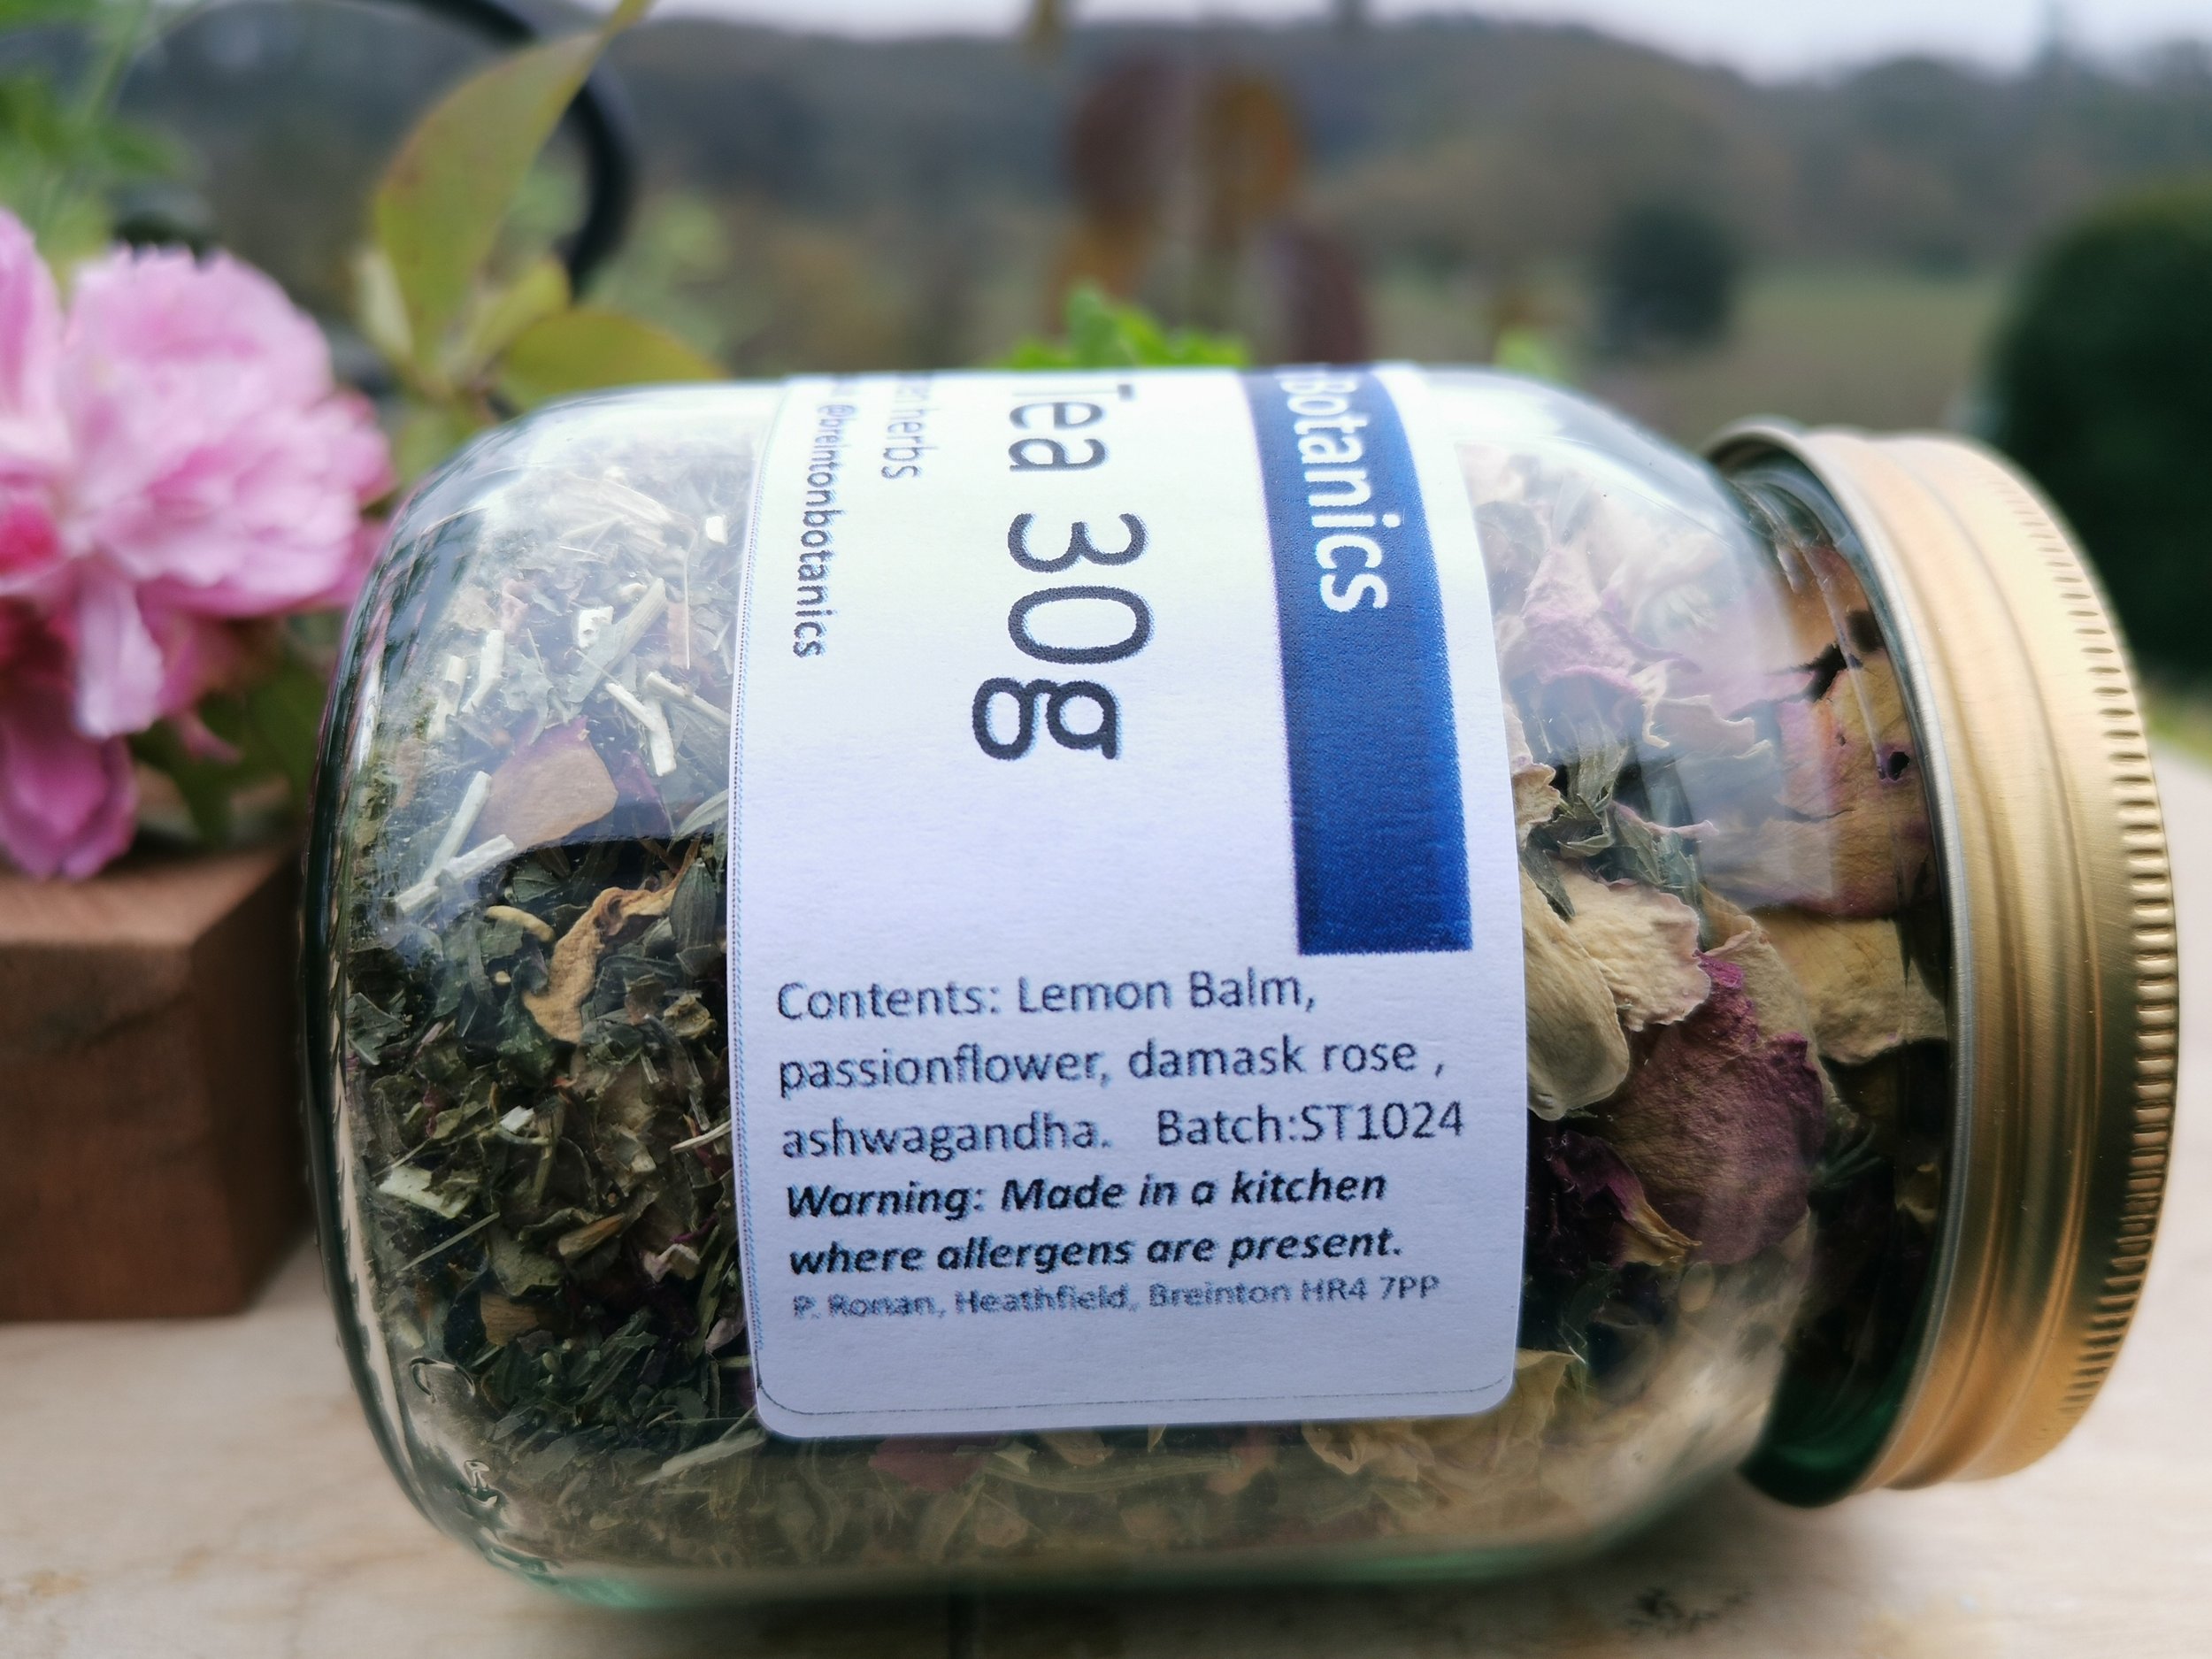 Botanics
Tea 30g
herbs
@breintonbotanics
Contents: Lemon Balm,
passionflower, damask rose ,
ashwagandha. Batch:ST1024
Warning: Made in a kitchen
where allergens are present.
P. Ronan, Heathfield, Breinton HR4 7PP